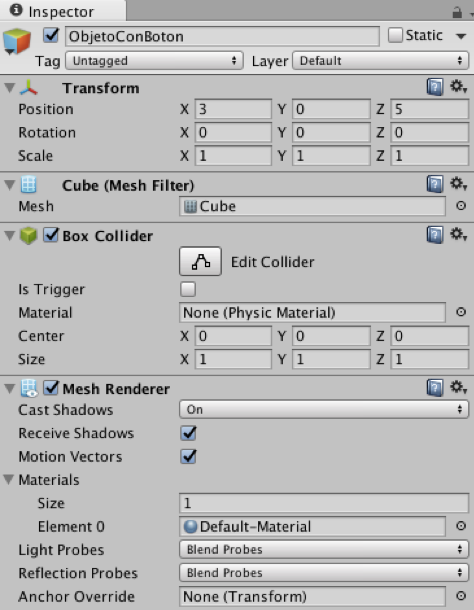 Inspector
ObjetoConBoton Static
Tag Untagged Layer Default
Transform
Position X 3 Y 0 Z 5
Rotation X 0 Y 0 Z 0
Scale X 1 Y 1 Z 1
Cube (Mesh Filter)
Mesh Cube
Box Collider
Edit Collider
Is Trigger
Material None (Physic Material)
Center X 0 Y 0 Z 0
Size X 1 Y 1 Z 1
Mesh Renderer
Cast Shadows On
Receive Shadows
Motion Vectors
Materials
Size 1
Element 0 Default-Material
Light Probes Blend Probes
Reflection Probes Blend Probes
Anchor Override None (Transform)